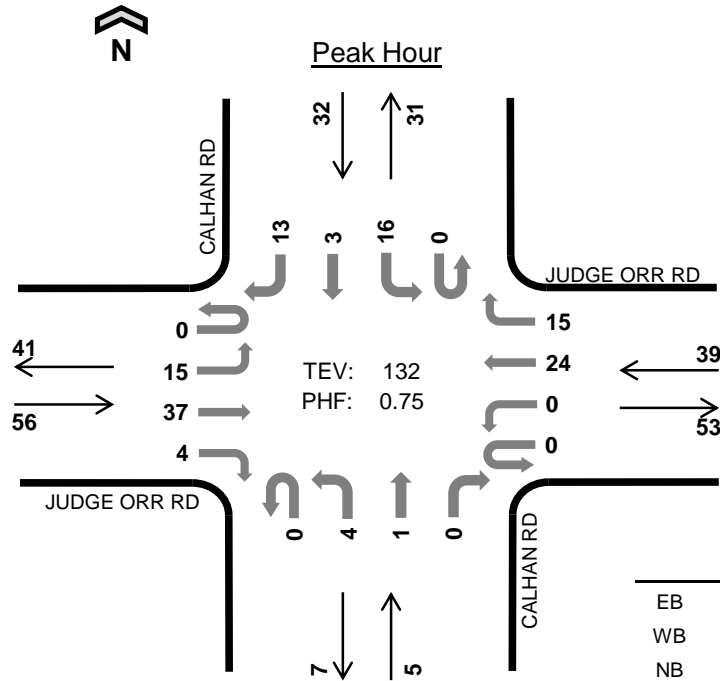 N
Peak Hour
32
31
CALHAN RD
13
3
16
0
JUDGE ORR RD
0
15
41
15
TEV: 132
24
39
37
PHF: 0.75
0
56
53
4
0
JUDGE ORR RD
0
4
1
0
CALHAN RD
EB
WB
7
5
NB